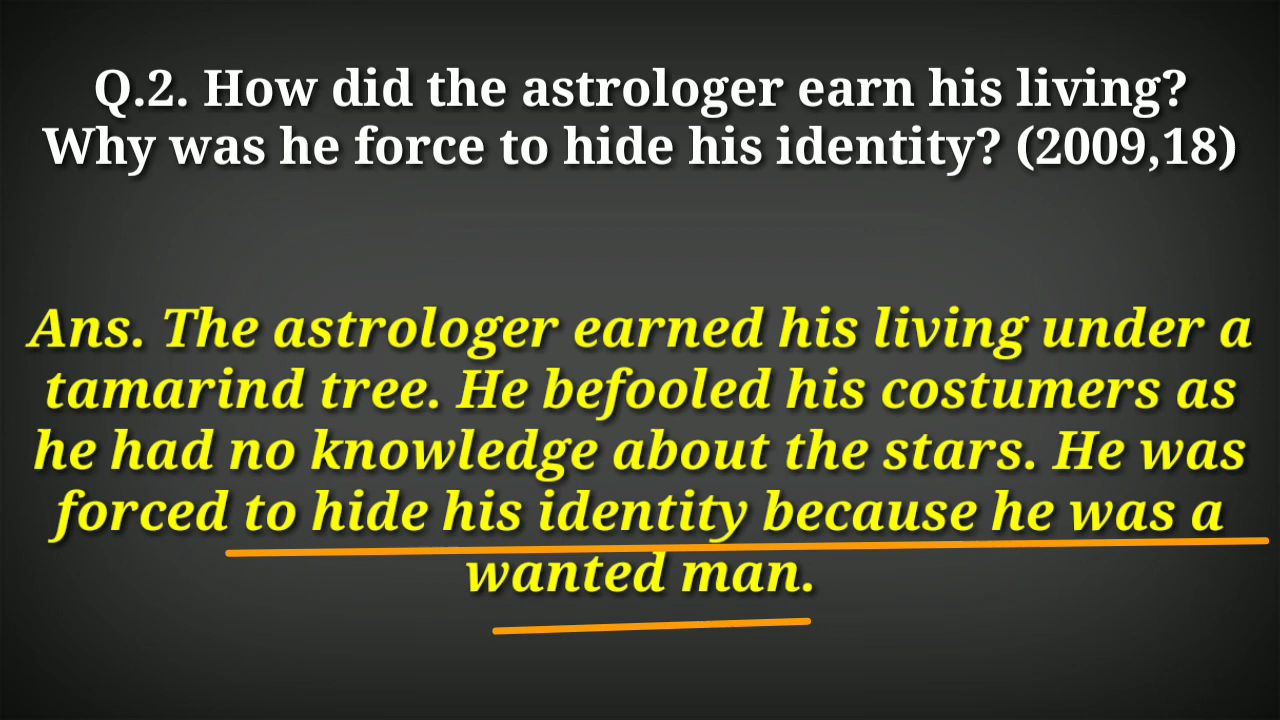 Q.2. How did the astrologer earn his living?
Why was he force to hide his identity? (2009,18)
Ans. The astrologer earned his living under a
tamarind tree. He befooled his costumers as
he had no knowledge about the stars. He was
forced to hide his identity because he was a
wanted man.